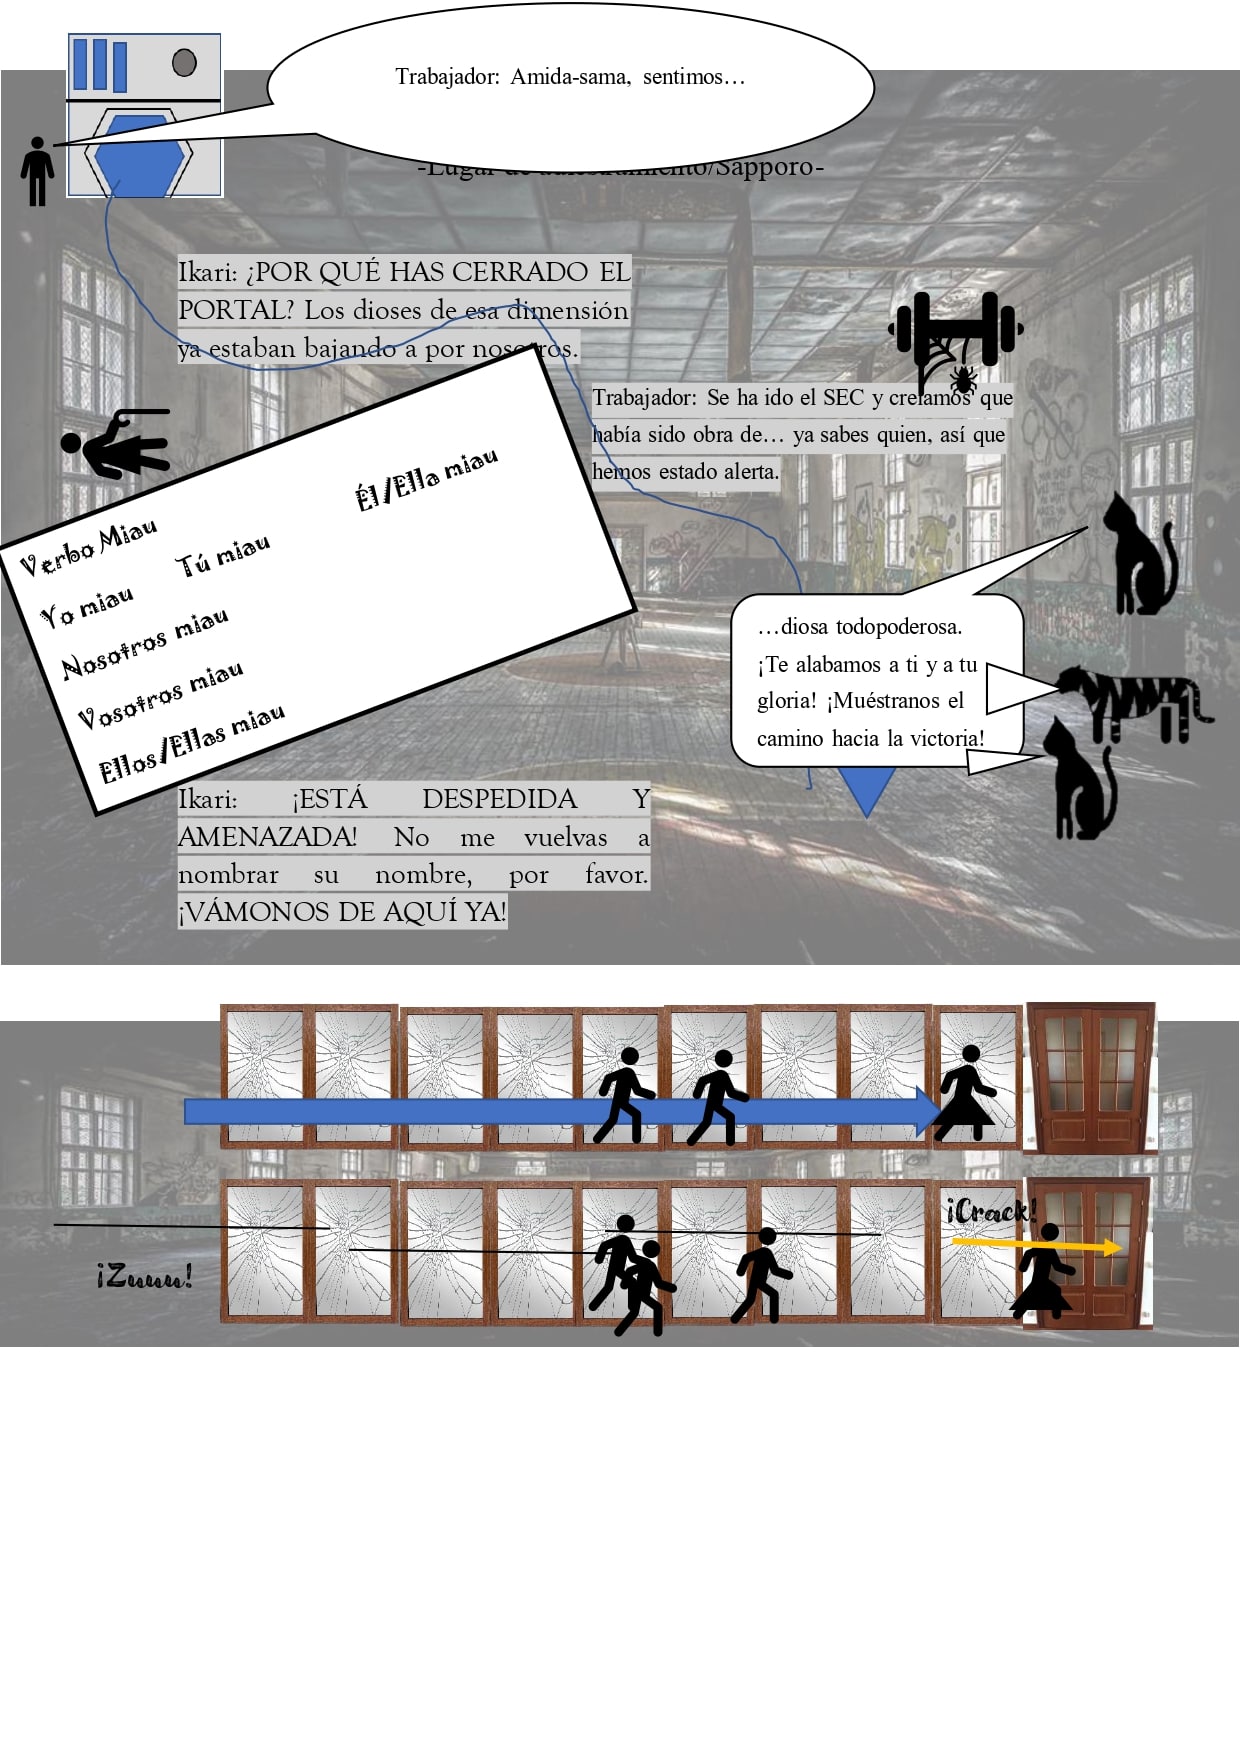 Trabajador: Amida-sama, sentimos…
-Lugar de /Sapporo-
Ikari: ¿POR QUÉ HAS CERRADO EL
PORTAL? Los dioses de esa dimensión
ya estaban bajando a por nosotros.
Trabajador: Se ha ido el SEC y creíamos que
había sido obra de… ya sabes quien, así que
hemos estado alerta.
Verbo Miau
Yo miau Tú miau Él/Ella miau
Nosotros miau
Vosotros miau
Ellos/Ellas miau
…diosa todopoderosa.
¡Te alabamos a ti y a tu
gloria! ¡Muéstranos el
camino hacia la victoria!
Ikari: ¡ESTÁ DESPEDIDA Y
AMENAZADA! No me vuelvas a
nombrar su nombre, por favor.
¡VÁMONOS DE AQUÍ YA!
¡Crack!
¡Zuuu!